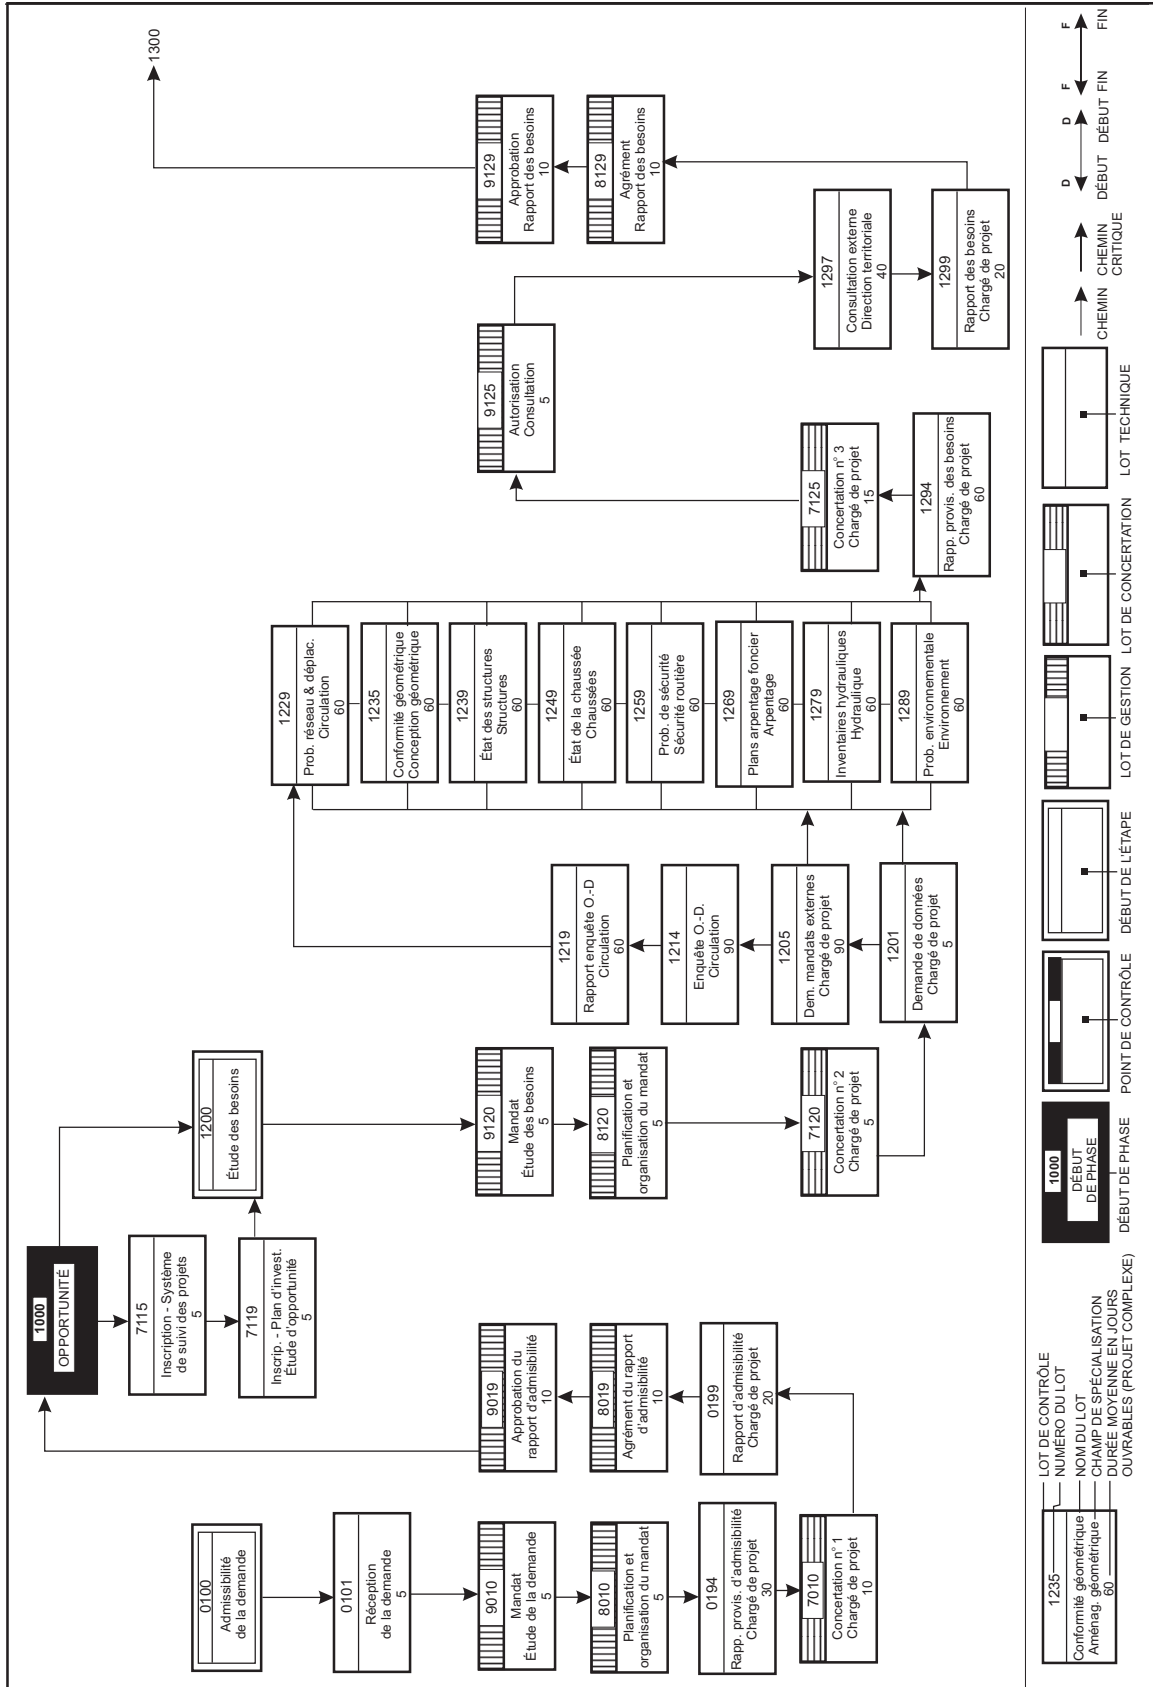 0100
Admissibilité
de la demande
0101
Réception
de la demande
5
9010
Mandat
Étude de la demande
5
8010
Planification et
organisation du mandat
5
0194
Rapp. provis. d'admisibilité
Chargé de projet
30
7010
Concertation n° 1
Chargé de projet
10
0199
Rapport d'admisibilité
Chargé de projet
20
8019
Agrément du rapport
d'admisibilité
10
9019
Approbation du
rapport d'admisibilité
10
1000
OPPORTUNITÉ
7115
Inscription - Système
de suivi des projets
5
7119
Inscrip. - Plan d'invest.
Étude d'opportunité
5
1200
Étude des besoins
9120
Mandat
Étude des besoins
5
8120
Planification et
organisation du mandat
5
7120
Concertation n° 2
Chargé de projet
5
1201
Demande de données
Chargé de projet
5
1205
Dem. mandats externes
Chargé de projet
90
1214
Enquête O.-D.
Circulation
90
1219
Rapport enquête O.-D
Circulation
60
1229
Prob. réseau & déplac.
Circulation
60
1235
Conformité géométrique
Conception géométrique
60
1239
État des structures
Structures
60
1249
État de la chaussée
Chaussées
60
1259
Prob. de sécurité
Sécurité routière
60
1269
Plans arpentage foncier
Arpentage
60
1279
Inventaires hydrauliques
Hydraulique
60
1289
Prob. environnementale
Environnement
60
1294
Rapp. provis. des besoins
Chargé de projet
60
7125
Concertation n° 3
Chargé de projet
15
9125
Autorisation
Consultation
5
1297
Consultation externe
Direction territoriale
40
1299
Rapport des besoins
Chargé de projet
20
8129
Agrément
Rapport des besoins
10
9129
Approbation
Rapport des besoins
10
1300
1235
Conformité géométrique
Aménag. géométrique
60
LOT DE CONTRÔLE
NUMÉRO DU LOT
NOM DU LOT
CHAMP DE SPÉCIALISATION
DURÉE MOYENNE EN JOURS
OUVRABLES (PROJET COMPLEXE)
1000
DÉBUT
DE PHASE
DÉBUT DE PHASE
POINT DE CONTRÔLE
DÉBUT DE L'ÉTAPE
LOT DE GESTION
LOT DE CONCERTATION
LOT TECHNIQUE
CHEMIN
CHEMIN
CRITIQUE
D D
DÉBUT DÉBUT
F F
FIN FIN